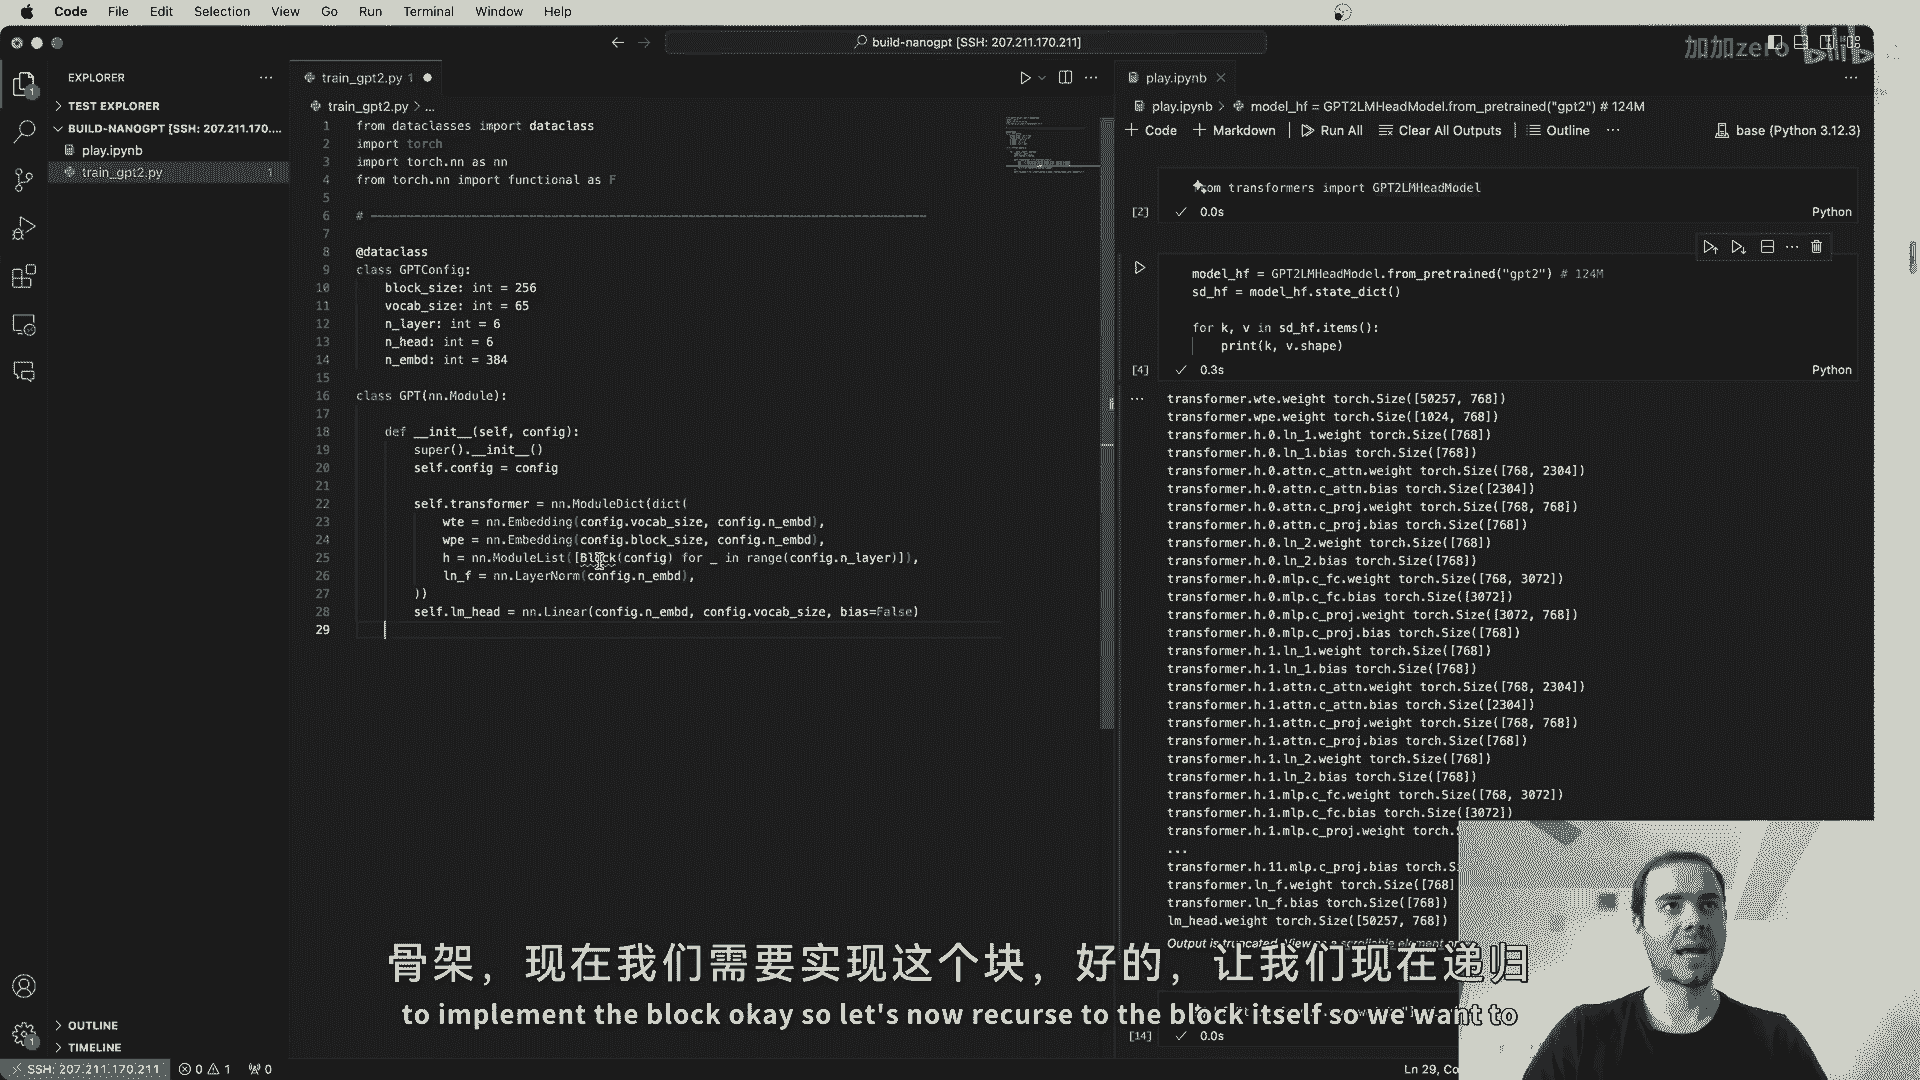 Code File Edit Selection View Go Run Terminal Window Help
build-nanogpt [SSH: 207.211.170.211]
加加zero bilib
EXPLORER
TEST EXPLORER
BUILD-NANOGPT [SSH: 207.211.170....
play.ipynb
train_gpt2.py 1
OUTLINE
TIMELINE
train_gpt2.py 1
train_gpt2.py > ...
1 from dataclasses import dataclass
2 import torch
3 import torch.nn as nn
4 from torch.nn import functional as F
5
6 # -----------------------------------------------------------------------------
7
8 @dataclass
9 class GPTConfig:
10 block_size: int = 256
11 vocab_size: int = 65
12 n_layer: int = 6
13 n_head: int = 6
14 n_embd: int = 384
15
16 class GPT(nn.Module):
17
18 def __init__(self, config):
19 super().__init__()
20 self.config = config
21
22 self.transformer = nn.ModuleDict(dict(
23 wte = nn.Embedding(config.vocab_size, config.n_embd),
24 wpe = nn.Embedding(config.block_size, config.n_embd),
25 h = nn.ModuleList([Block(config) for _ in range(config.n_layer)]),
26 ln_f = nn.LayerNorm(config.n_embd),
27 ))
28 self.lm_head = nn.Linear(config.n_embd, config.vocab_size, bias=False)
29
play.ipynb
play.ipynb > model_hf = GPT2LMHeadModel.from_pretrained("gpt2") # 124M
+ Code + Markdown Run All Clear All Outputs Outline ... base (Python 3.12.3)
om transformers import GPT2LMHeadModel
[2] 0.0s Python
model_hf = GPT2LMHeadModel.from_pretrained("gpt2") # 124M
sd_hf = model_hf.state_dict()
for k, v in sd_hf.items():
print(k, v.shape)
[4] 0.3s Python
... transformer.wte.weight torch.Size([50257, 768])
transformer.wpe.weight torch.Size([1024, 768])
transformer.h.0.ln_1.weight torch.Size([768])
transformer.h.0.ln_1.bias torch.Size([768])
transformer.h.0.attn.c_attn.weight torch.Size([768, 2304])
transformer.h.0.attn.c_attn.bias torch.Size([2304])
transformer.h.0.attn.c_proj.weight torch.Size([768, 768])
transformer.h.0.attn.c_proj.bias torch.Size([768])
transformer.h.0.ln_2.weight torch.Size([768])
transformer.h.0.ln_2.bias torch.Size([768])
transformer.h.0.mlp.c_fc.weight torch.Size([768, 3072])
transformer.h.0.mlp.c_fc.bias torch.Size([3072])
transformer.h.0.mlp.c_proj.weight torch.Size([3072, 768])
transformer.h.0.mlp.c_proj.bias torch.Size([768])
transformer.h.1.ln_1.weight torch.Size([768])
transformer.h.1.ln_1.bias torch.Size([768])
transformer.h.1.attn.c_attn.weight torch.Size([768, 2304])
transformer.h.1.attn.c_attn.bias torch.Size([2304])
transformer.h.1.attn.c_proj.weight torch.Size([768, 768])
transformer.h.1.attn.c_proj.bias torch.Size([768])
transformer.h.1.ln_2.weight torch.Size([768])
transformer.h.1.ln_2.bias torch.Size([768])
transformer.h.1.mlp.c_fc.weight torch.Size([768, 3072])
transformer.h.1.mlp.c_fc.bias torch.Size([3072])
transformer.h.1.mlp.c_proj.weight torch.
...
transformer.h.11.mlp.c_proj.bias torch.S
transformer.ln_f.weight torch.Size([768]
transformer.ln_f.bias torch.Size([768])
lm_head.weight torch.Size([50257, 768])
Output is truncated. View as a scrollable element o
[14] 0.0s
骨架，现在我们需要实现这个块，好的，让我们现在递归
to implement the block okay so let's now recurse to the block itself so we want to
SSH: 207.211.170.211 0 1 0 Ln 29, Co